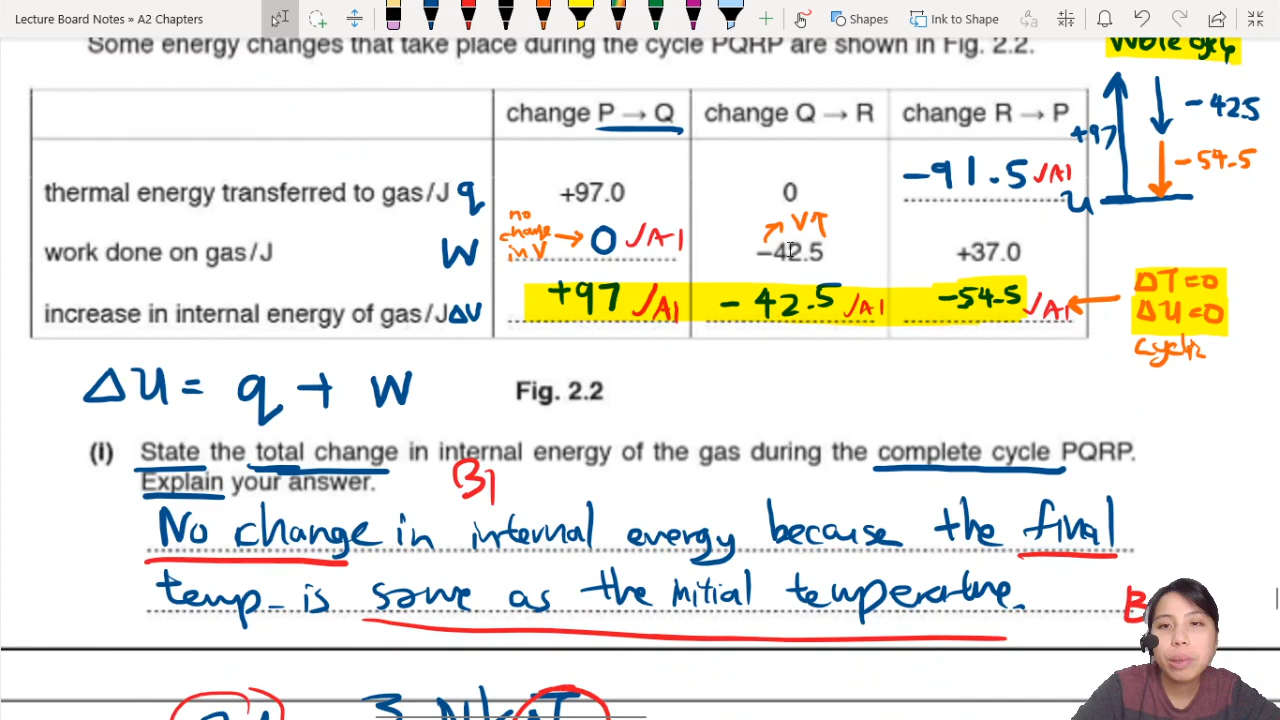 Lecture Board Notes » A2 Chapters
Shapes
Ink to Shape
Some energy changes that take place during the cycle PQRP are shown in Fig. 2.2.
change P → Q change Q → R change R → P
thermal energy transferred to gas/J q +97.0 0 -91.5 √A1
work done on gas/J W no change in V → 0 √A1 −42.5 ↗ V↑ +37.0
increase in internal energy of gas/J ΔU +97 √A1 -42.5 √A1 -54.5 √A1
+97
-42.5
-54.5
U
ΔT=0
ΔU=0
cyclic
ΔU = q + W
Fig. 2.2
(i) State the total change in internal energy of the gas during the complete cycle PQRP.
Explain your answer. B1
No change in internal energy because the final
temp. is same as the initial temperature.